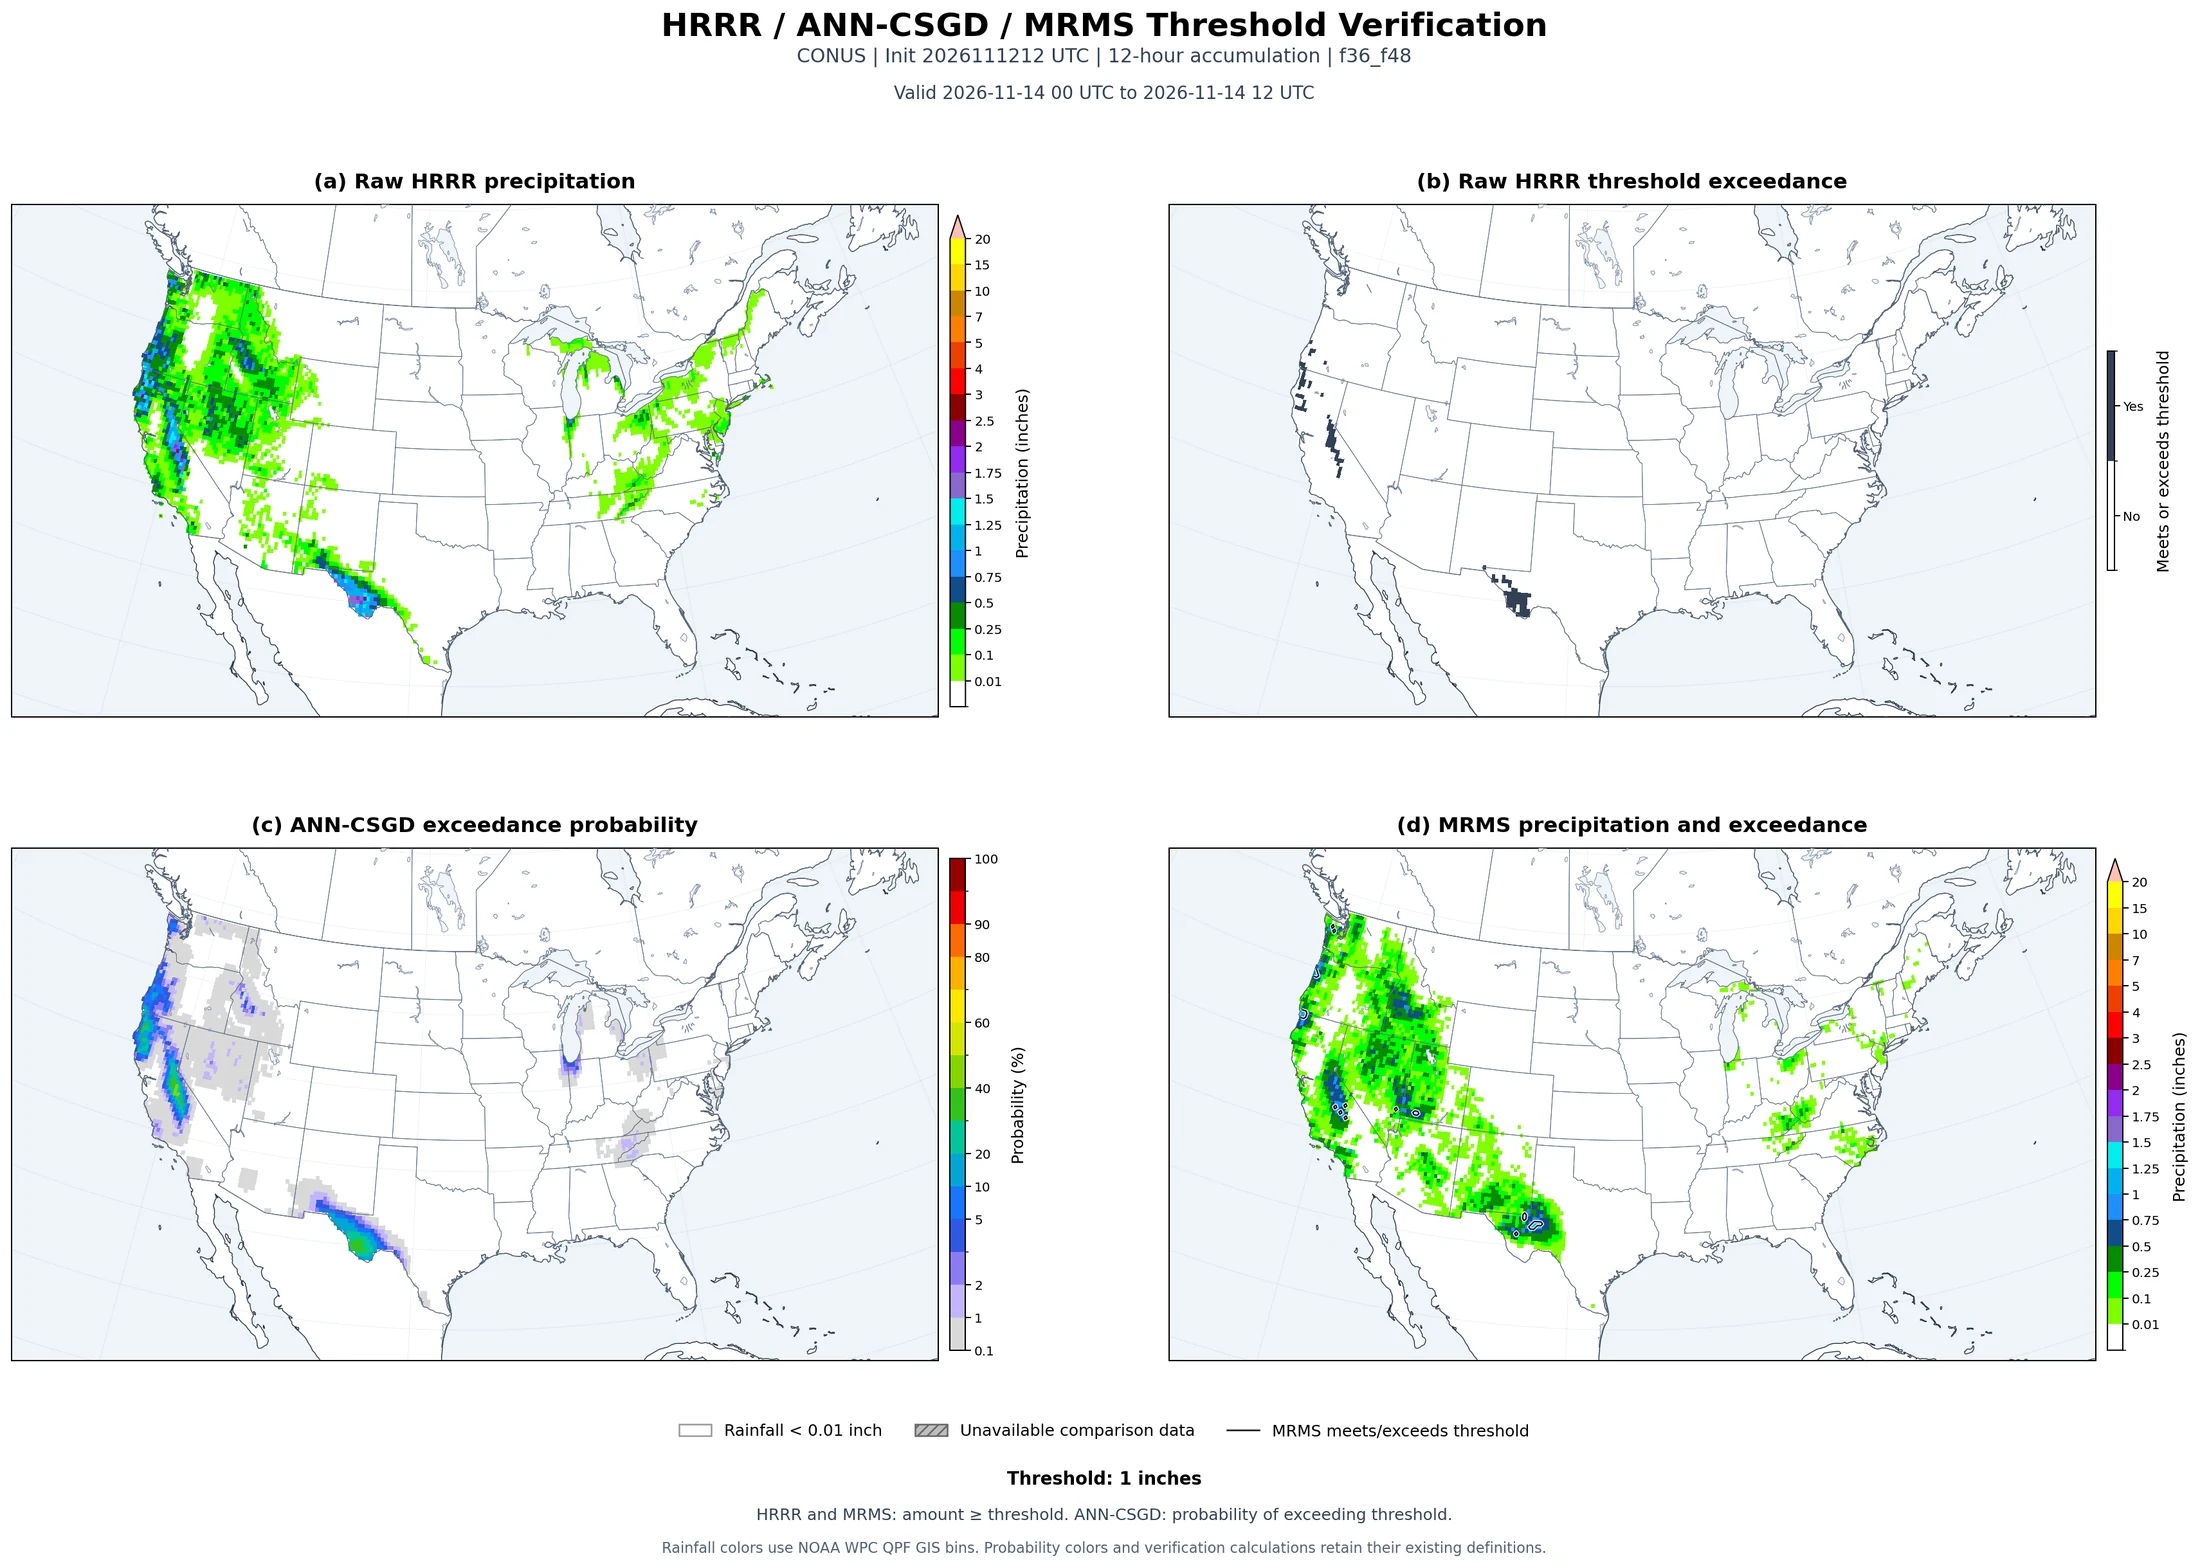 HRRR / ANN-CSGD / MRMS Threshold Verification
CONUS | Init 2026111212 UTC | 12-hour accumulation | f36_f48
Valid 2026-11-14 00 UTC to 2026-11-14 12 UTC
(a) Raw HRRR precipitation
20
15
10
7
5
4
3
2.5
2
1.75
1.5
1.25
1
0.75
0.5
0.25
0.1
0.01
Precipitation (inches)
(b) Raw HRRR threshold exceedance
Yes
No
Meets or exceeds threshold
(c) ANN-CSGD exceedance probability
100
90
80
60
40
20
10
5
2
1
0.1
Probability (%)
(d) MRMS precipitation and exceedance
20
15
10
7
5
4
3
2.5
2
1.75
1.5
1.25
1
0.75
0.5
0.25
0.1
0.01
Precipitation (inches)
Rainfall < 0.01 inch
Unavailable comparison data
MRMS meets/exceeds threshold
Threshold: 1 inches
HRRR and MRMS: amount ≥ threshold. ANN-CSGD: probability of exceeding threshold.
Rainfall colors use NOAA WPC QPF GIS bins. Probability colors and verification calculations retain their existing definitions.